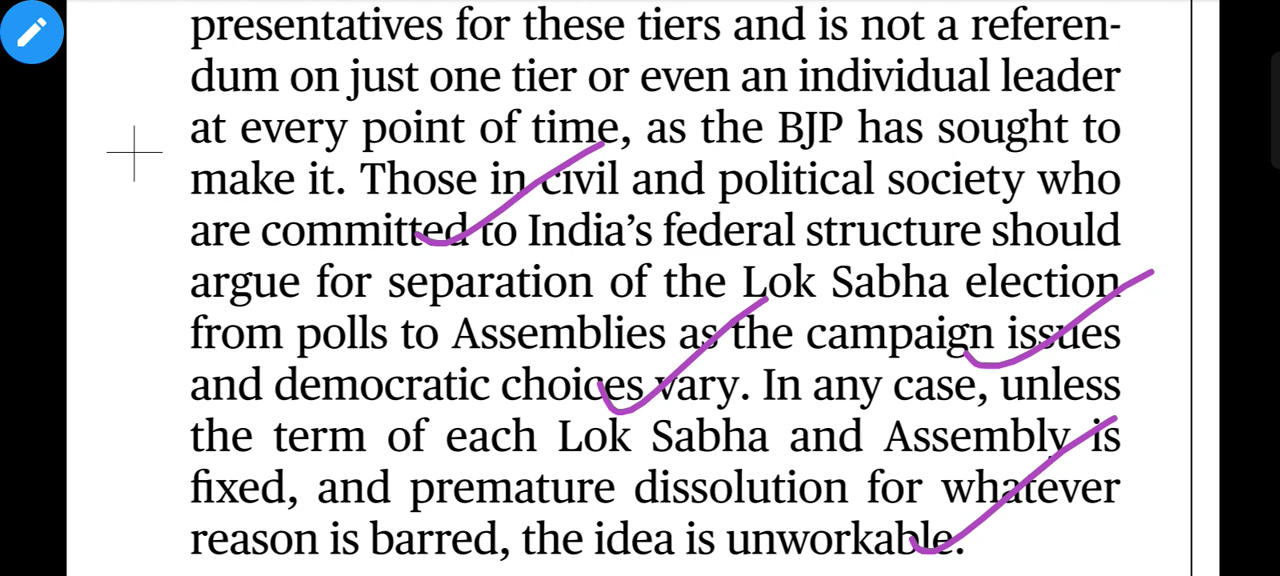 presentatives for these tiers and is not a referen-
dum on just one tier or even an individual leader
at every point of time, as the BJP has sought to
make it. Those in civil and political society who
are committed to India’s federal structure should
argue for separation of the Lok Sabha election
from polls to Assemblies as the campaign issues
and democratic choices vary. In any case, unless
the term of each Lok Sabha and Assembly is
fixed, and premature dissolution for whatever
reason is barred, the idea is unworkable.